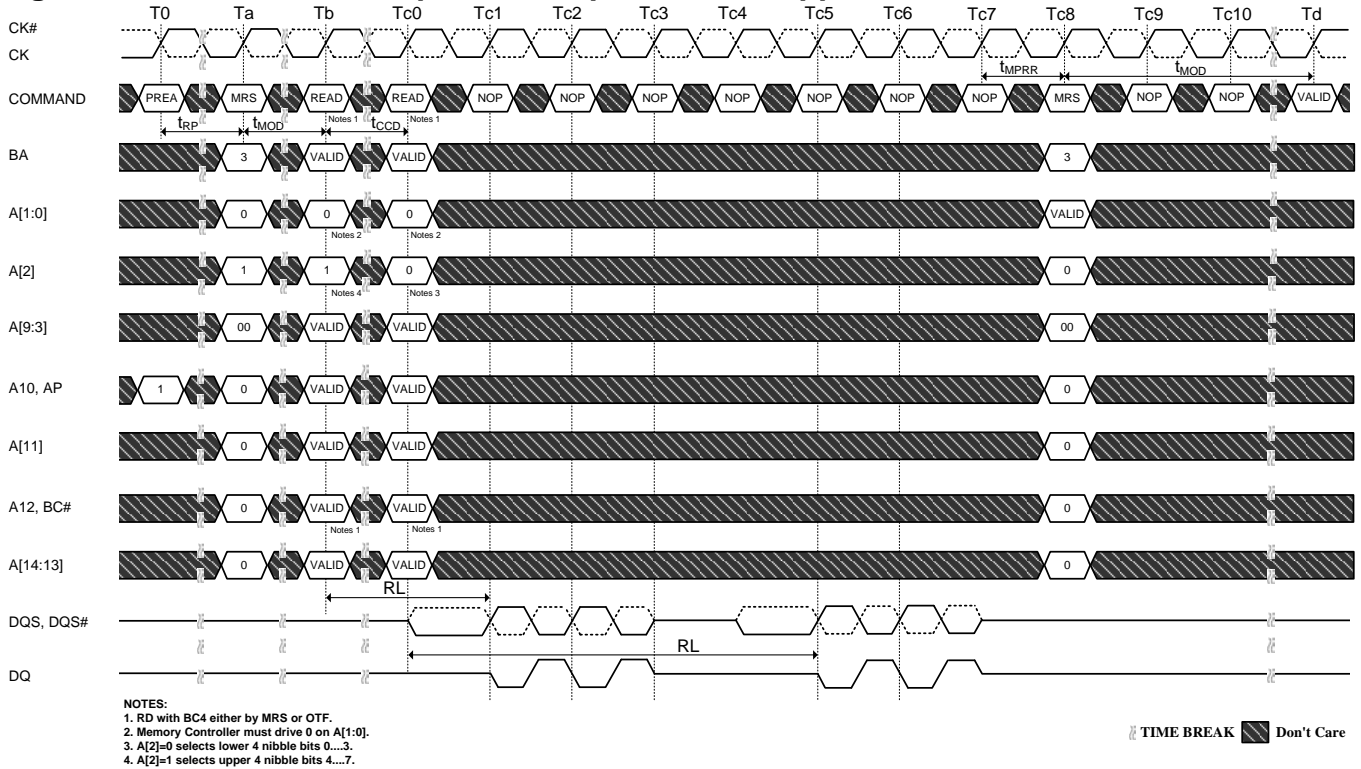 T0 Ta Tb Tc0 Tc1 Tc2 Tc3 Tc4 Tc5 Tc6 Tc7 Tc8 Tc9 Tc10 Td
CK#
CK
tMPRR tMOD
COMMAND PREA MRS READ READ NOP NOP NOP NOP NOP NOP NOP MRS NOP NOP VALID
Notes 1 Notes 1
tRP tMOD tCCD
BA 3 VALID VALID 3
A[1:0] 0 0 0 VALID
Notes 2 Notes 2
A[2] 1 1 0 0
Notes 4 Notes 3
A[9:3] 00 VALID VALID 00
A10, AP 1 0 VALID VALID 0
A[11] 0 VALID VALID 0
A12, BC# 0 VALID VALID 0
Notes 1 Notes 1
A[14:13] 0 VALID VALID 0
RL
DQS, DQS#
RL
DQ
NOTES:
1. RD with BC4 either by MRS or OTF.
2. Memory Controller must drive 0 on A[1:0].
3. A[2]=0 selects lower 4 nibble bits 0....3.
4. A[2]=1 selects upper 4 nibble bits 4....7.
TIME BREAK Don't Care